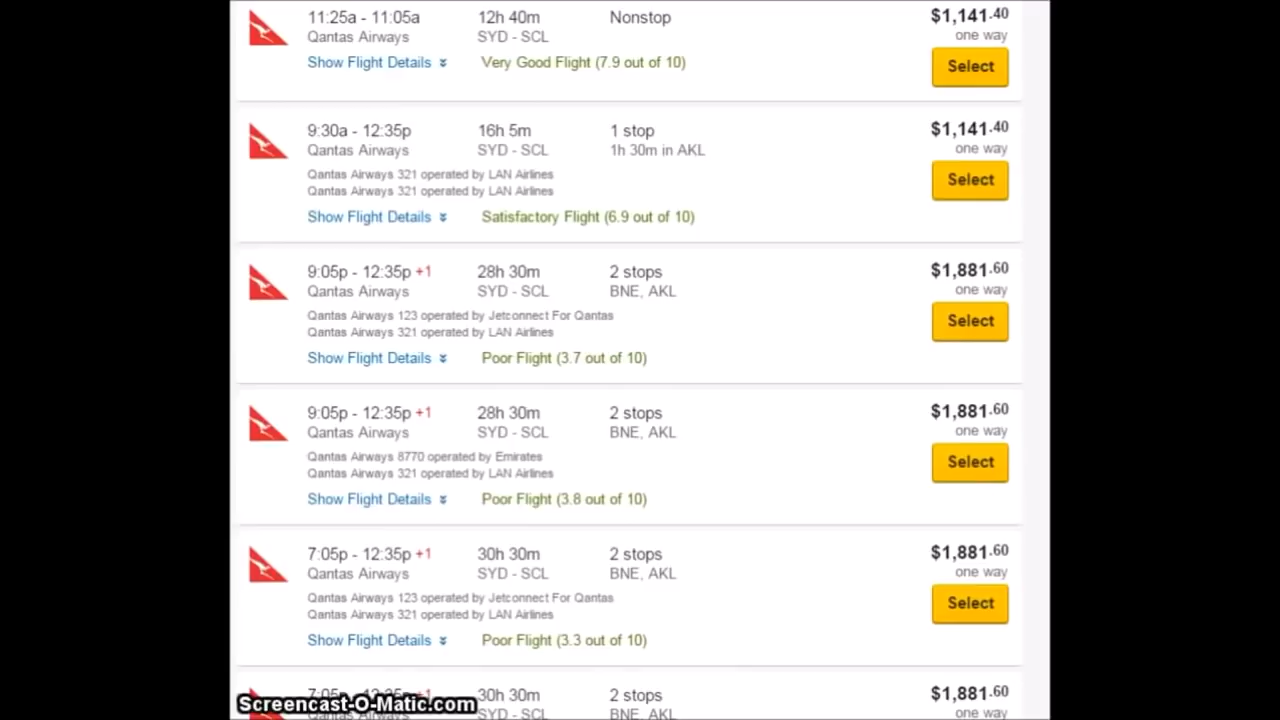 11:25a - 11:05a 12h 40m Nonstop $1,141.40
Qantas Airways SYD - SCL one way
Show Flight Details Very Good Flight (7.9 out of 10) Select
9:30a - 12:35p 16h 5m 1 stop $1,141.40
Qantas Airways SYD - SCL 1h 30m in AKL one way
Qantas Airways 321 operated by LAN Airlines Select
Qantas Airways 321 operated by LAN Airlines
Show Flight Details Satisfactory Flight (6.9 out of 10)
9:05p - 12:35p +1 28h 30m 2 stops $1,881.60
Qantas Airways SYD - SCL BNE, AKL one way
Qantas Airways 123 operated by Jetconnect For Qantas Select
Qantas Airways 321 operated by LAN Airlines
Show Flight Details Poor Flight (3.7 out of 10)
9:05p - 12:35p +1 28h 30m 2 stops $1,881.60
Qantas Airways SYD - SCL BNE, AKL one way
Qantas Airways 8770 operated by Emirates Select
Qantas Airways 321 operated by LAN Airlines
Show Flight Details Poor Flight (3.8 out of 10)
7:05p - 12:35p +1 30h 30m 2 stops $1,881.60
Qantas Airways SYD - SCL BNE, AKL one way
Qantas Airways 123 operated by Jetconnect For Qantas Select
Qantas Airways 321 operated by LAN Airlines
Show Flight Details Poor Flight (3.3 out of 10)
7:05p - 12:35p +1 30h 30m 2 stops $1,881.60
Screencast-O-Matic.com SYD - SCL BNE, AKL one way